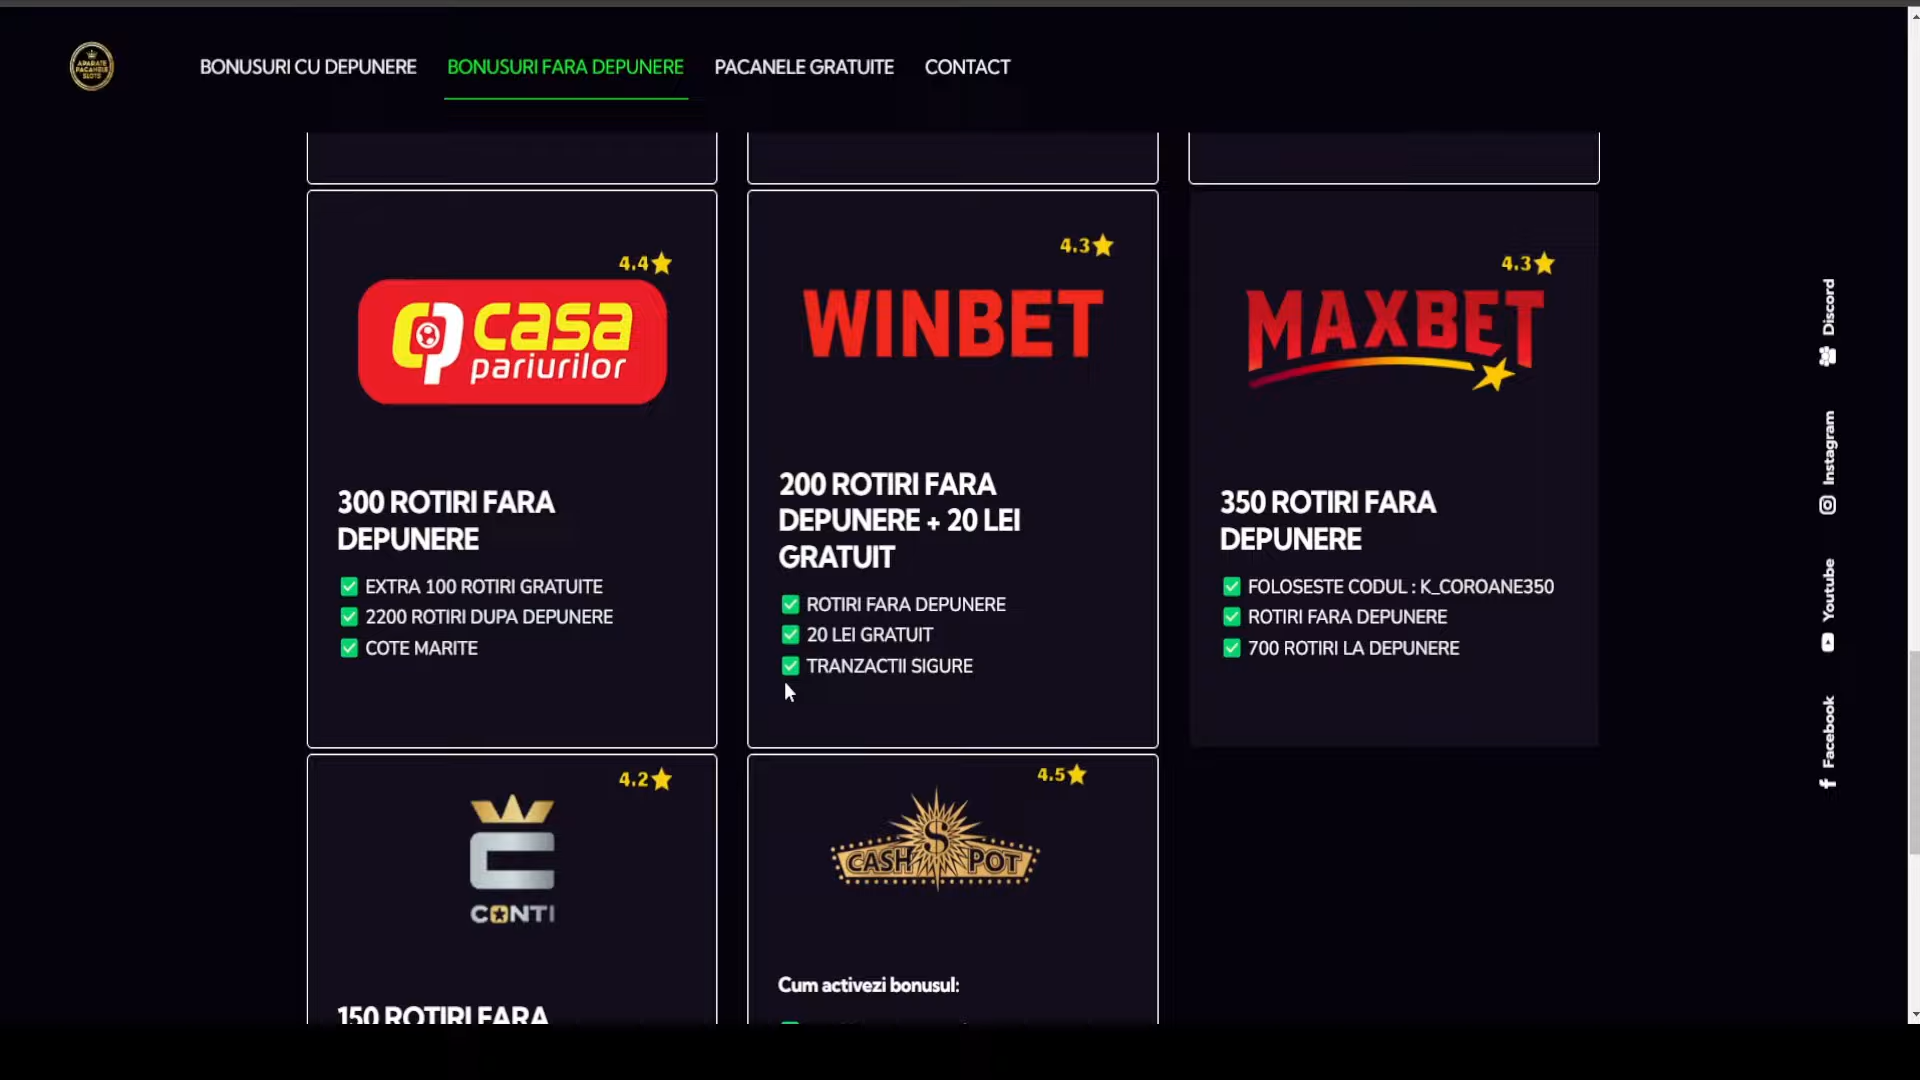 APARATE
PACANELE
SLOTS
BONUSURI CU DEPUNERE
BONUSURI FARA DEPUNERE
PACANELE GRATUITE
CONTACT
4.4
casa
pariurilor
300 ROTIRI FARA
DEPUNERE
EXTRA 100 ROTIRI GRATUITE
2200 ROTIRI DUPA DEPUNERE
COTE MARITE
4.3
WINBET
200 ROTIRI FARA
DEPUNERE + 20 LEI
GRATUIT
ROTIRI FARA DEPUNERE
20 LEI GRATUIT
TRANZACTII SIGURE
4.3
MAXBET
350 ROTIRI FARA
DEPUNERE
FOLOSESTE CODUL : K_COROANE350
ROTIRI FARA DEPUNERE
700 ROTIRI LA DEPUNERE
4.2
CONTI
150 ROTIRI FARA
4.5
CASH POT
Cum activezi bonusul:
Discord
Instagram
Youtube
Facebook